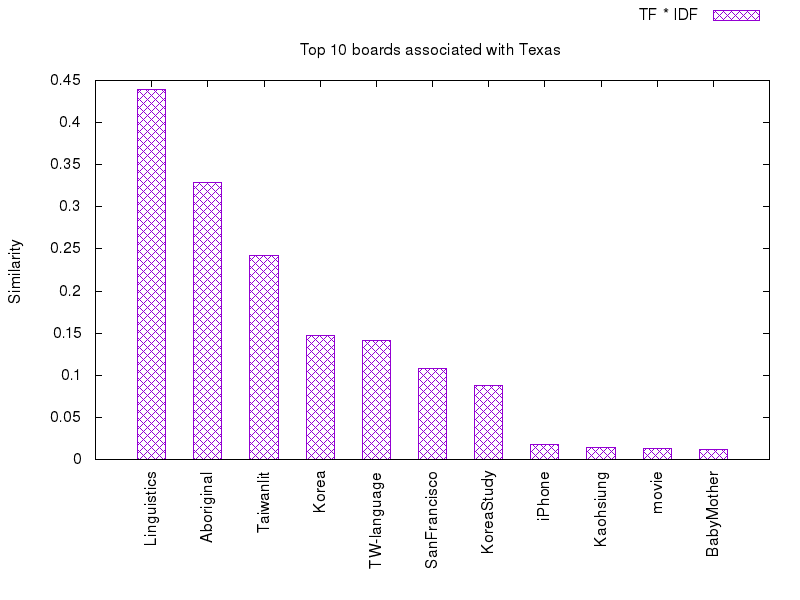 TF * IDF
Top 10 boards associated with Texas
0.45
0.4
0.35
0.3
0.25
0.2
0.15
0.1
0.05
0
Similarity
Linguistics
Aboriginal
Taiwanlit
Korea
TW-language
SanFrancisco
KoreaStudy
iPhone
Kaohsiung
movie
BabyMother